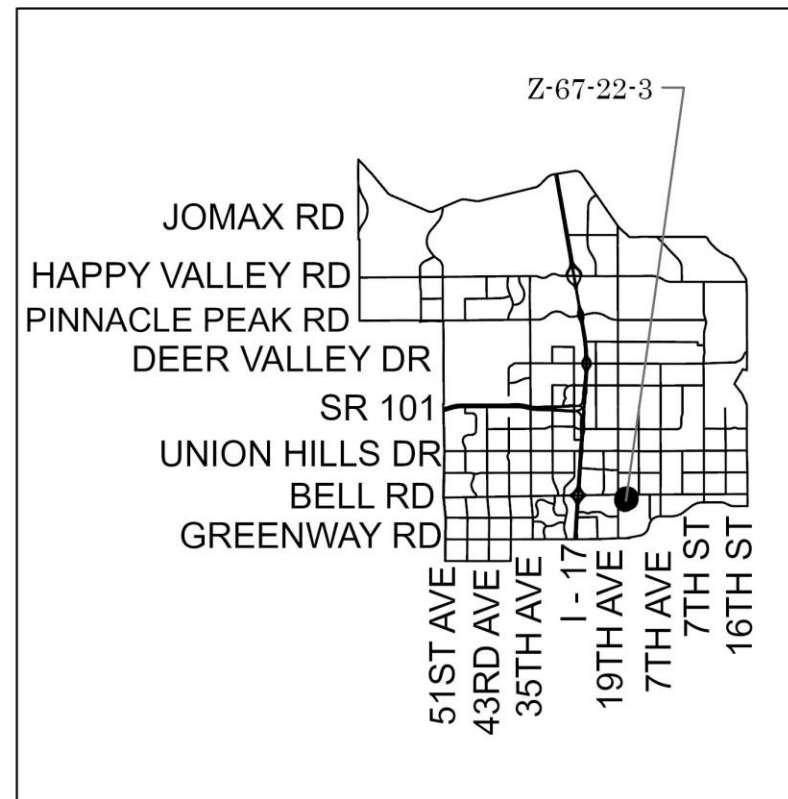 Z-67-22-3
JOMAX RD
HAPPY VALLEY RD
PINNACLE PEAK RD
DEER VALLEY DR
SR 101
UNION HILLS DR
BELL RD
GREENWAY RD
51ST AVE
43RD AVE
35TH AVE
I - 17
19TH AVE
7TH AVE
7TH ST
16TH ST